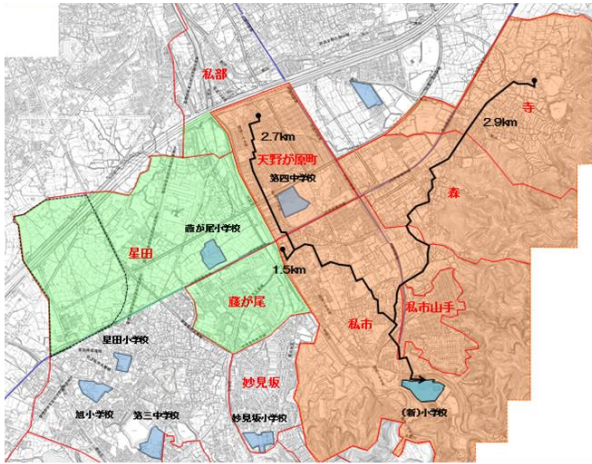 私部
寺
2.7km
2.9km
天野が原町
第四中学校
森
星田
藤が尾小学校
1.5km
藤が尾
私市
私市山手
星田小学校
妙見坂
旭小学校
第三中学校
妙見坂小学校
(新)小学校